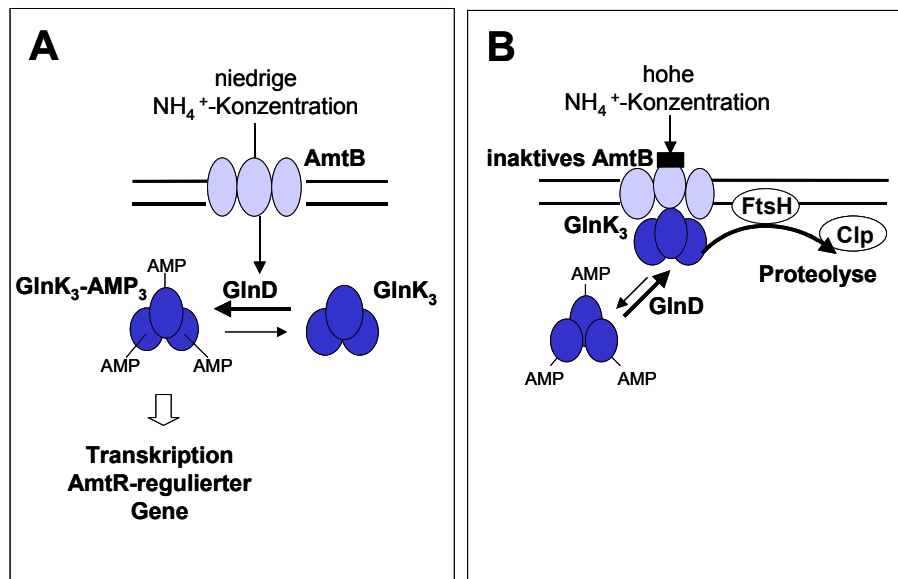 A
niedrige
NH₄⁺-Konzentration
AmtB
AMP
GlnK₃-AMP₃
GlnD
GlnK₃
AMP
AMP
Transkription
AmtR-regulierter
Gene
B
hohe
NH₄⁺-Konzentration
inaktives AmtB
FtsH
GlnK₃
Clp
Proteolyse
AMP
GlnD
AMP
AMP